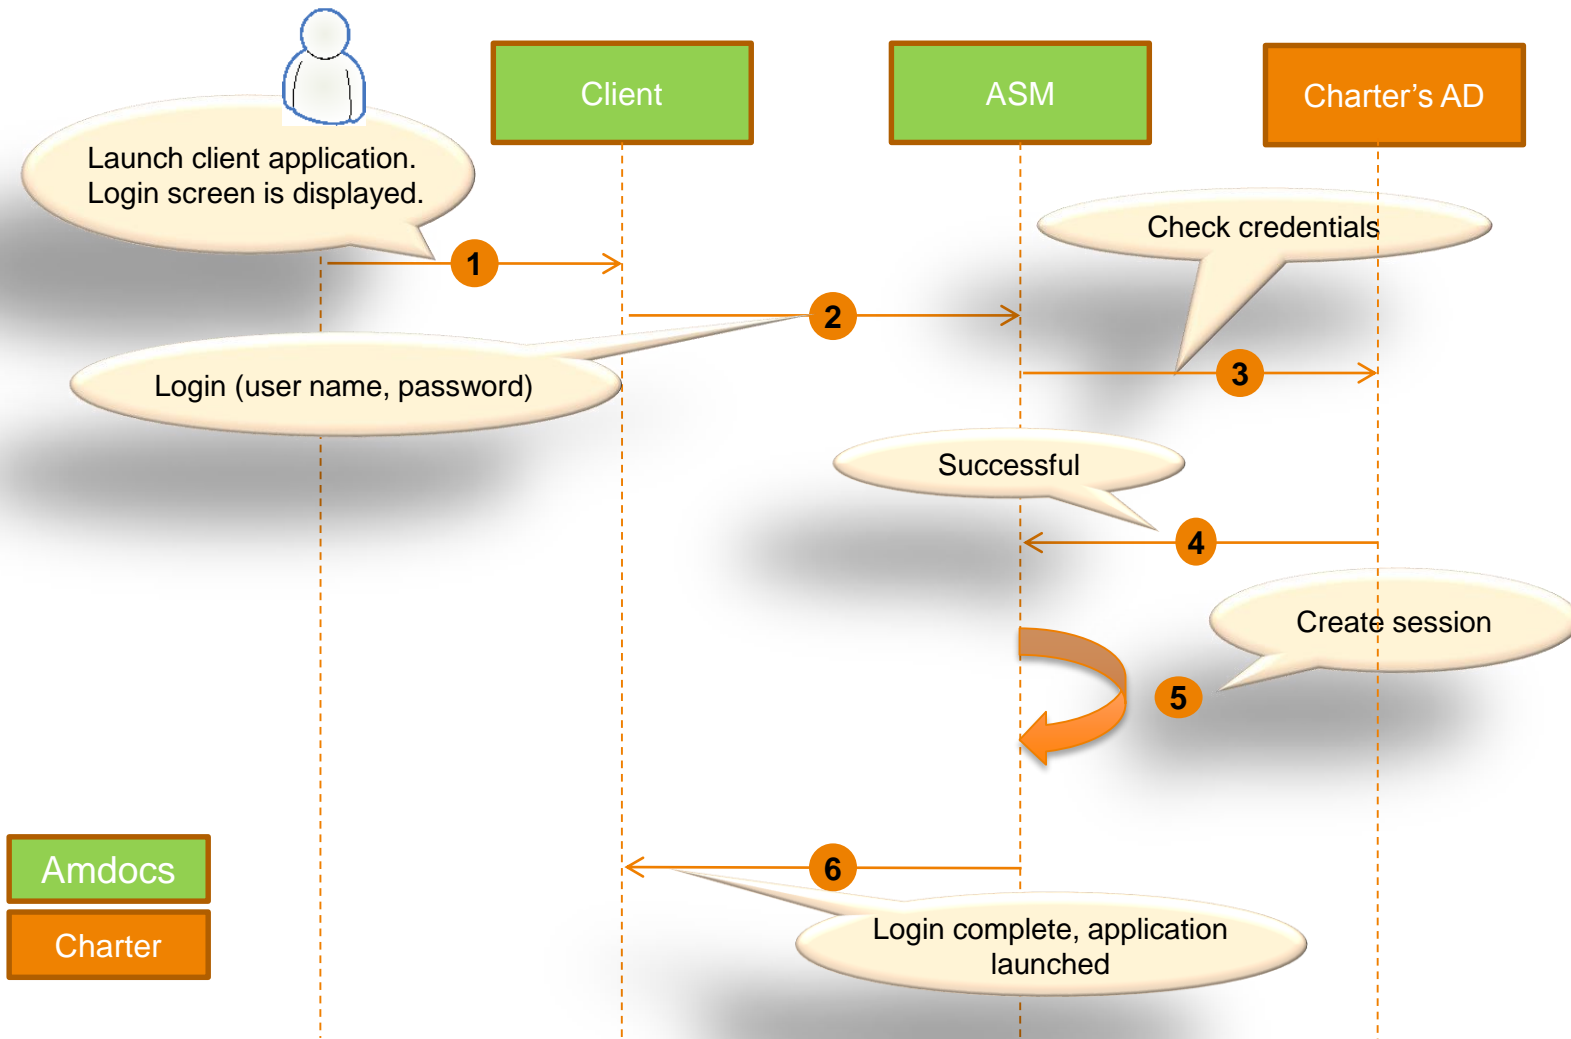 Client
ASM
Charter’s AD
Launch client application.
Login screen is displayed.
Check credentials
1
2
Login (user name, password)
3
Successful
4
Create session
5
6
Amdocs
Charter
Login complete, application
launched